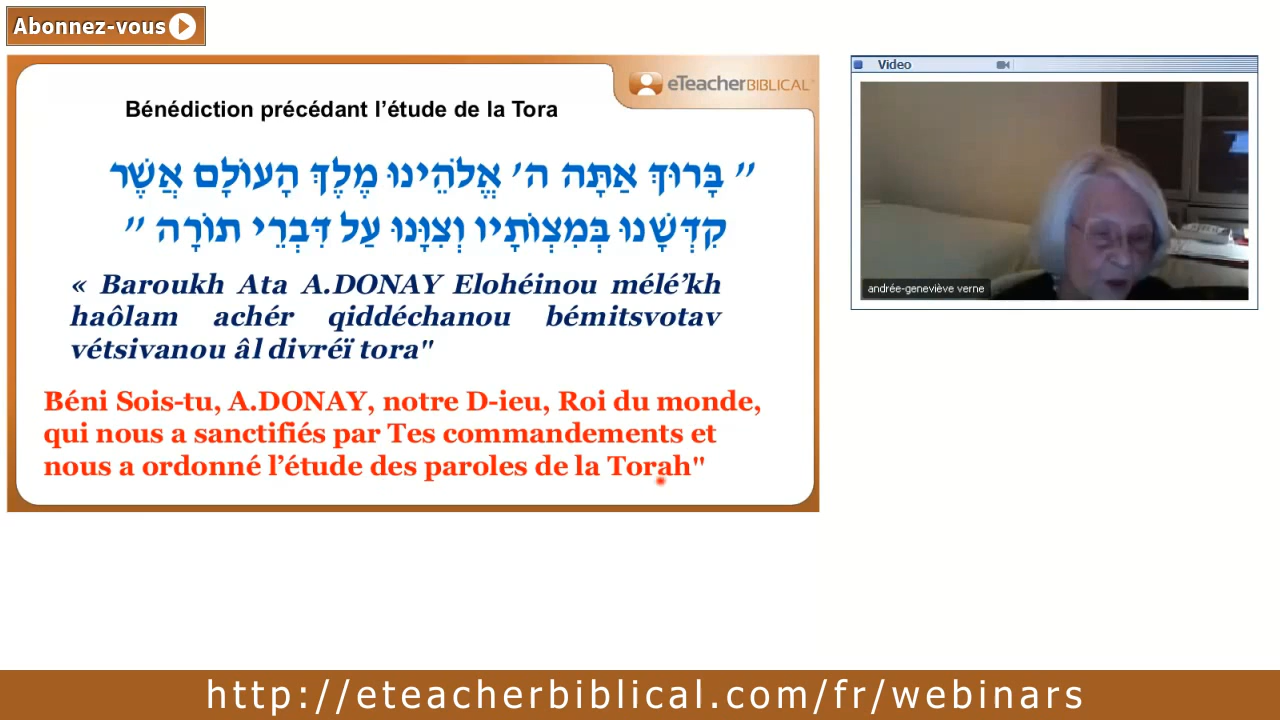 Abonnez-vous
eTeacherBIBLICAL
Bénédiction précédant l’étude de la Tora
״ בָּרוּךְ אַתָּה ה׳ אֱלֹהֵינוּ מֶלֶךְ הָעוֹלָם אֲשֶׁר
קִדְּשָׁנוּ בְּמִצְוֹתָיו וְצִוָּנוּ עַל דִּבְרֵי תוֹרָה ״
« Baroukh Ata A.DONAY Elohéinou mélé’kh
haôlam achér qiddéchanou bémitsvotav
vétsivanou âl divréï tora"
Béni Sois-tu, A.DONAY, notre D-ieu, Roi du monde,
qui nous a sanctifiés par Tes commandements et
nous a ordonné l’étude des paroles de la Torah"
Video
andrée-geneviève verne
http://eteacherbiblical.com/fr/webinars